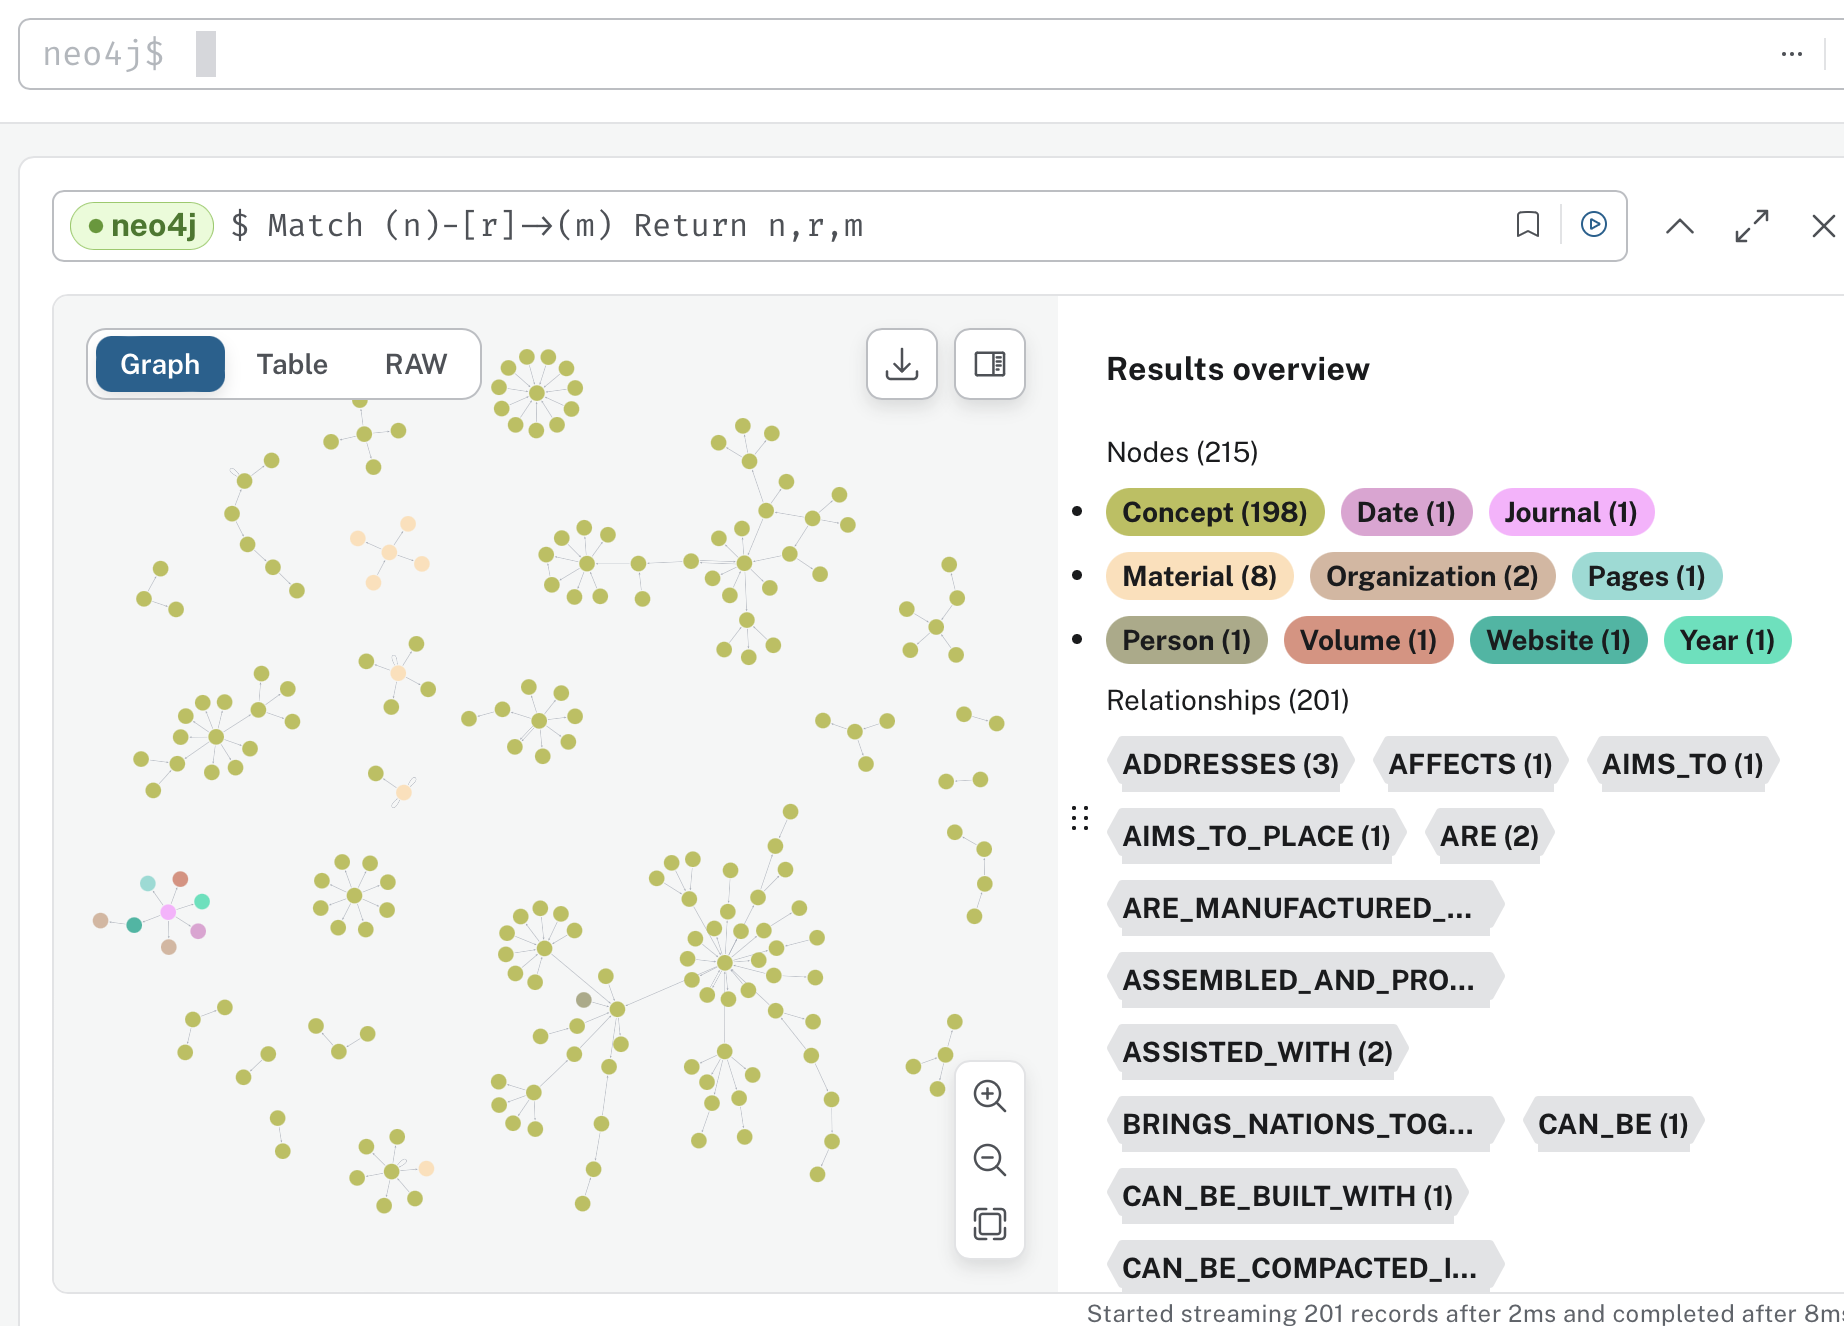 neo4j$
neo4j $ Match (n)-[r]->(m) Return n,r,m
Graph Table RAW
Results overview
Nodes (215)
Concept (198) Date (1) Journal (1)
Material (8) Organization (2) Pages (1)
Person (1) Volume (1) Website (1) Year (1)
Relationships (201)
ADDRESSES (3) AFFECTS (1) AIMS_TO (1)
AIMS_TO_PLACE (1) ARE (2)
ARE_MANUFACTURED_...
ASSEMBLED_AND_PRO...
ASSISTED_WITH (2)
BRINGS_NATIONS_TOG... CAN_BE (1)
CAN_BE_BUILT_WITH (1)
CAN_BE_COMPACTED_I...
Started streaming 201 records after 2ms and completed after 8ms